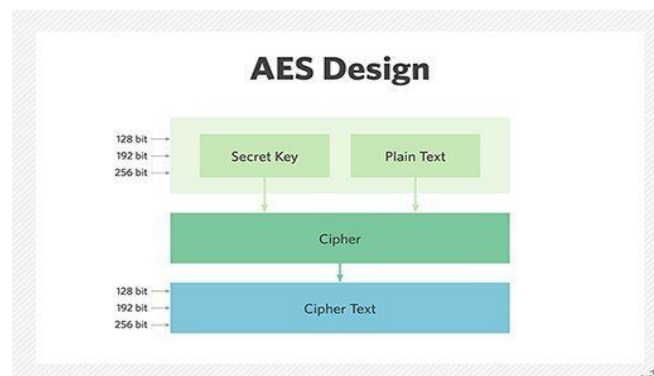 AES Design
128 bit
192 bit
256 bit
Secret Key
Plain Text
Cipher
128 bit
192 bit
256 bit
Cipher Text